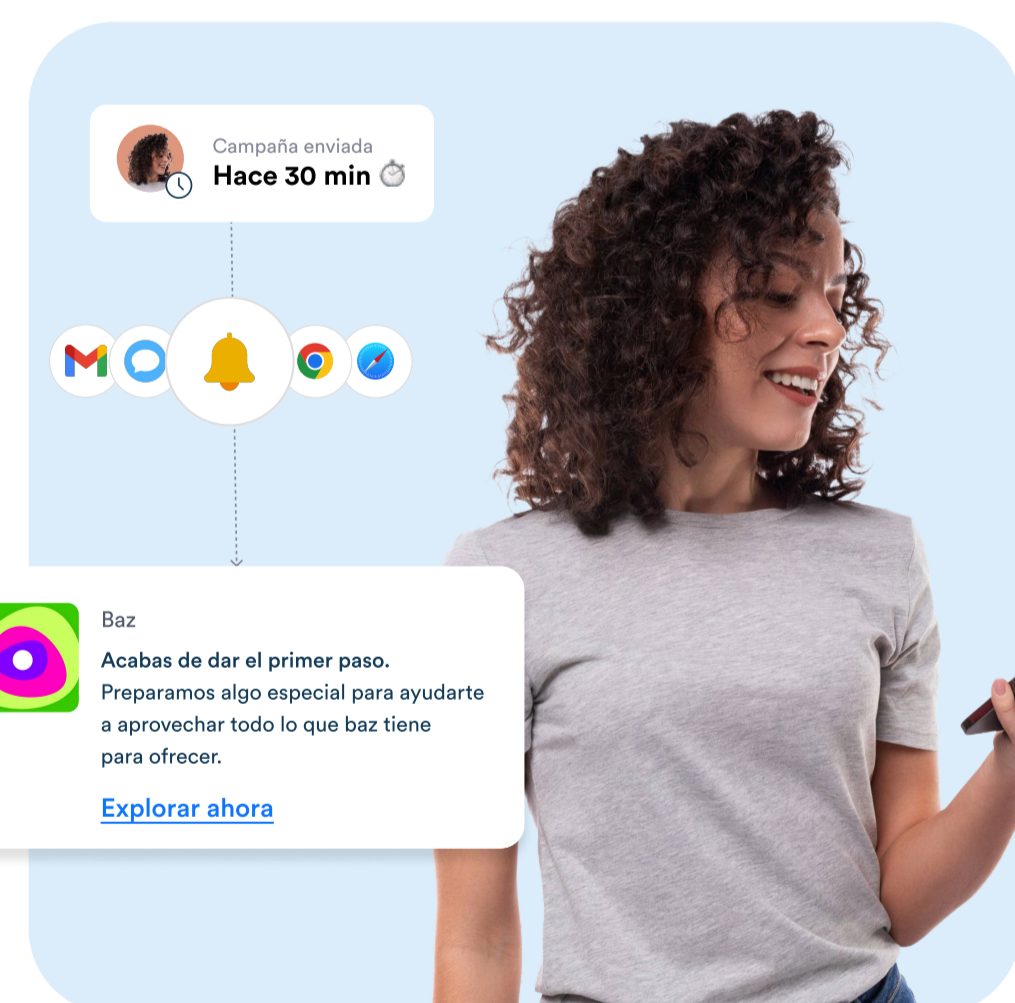 Campaña enviada
Hace 30 min
Baz
Acabas de dar el primer paso.
Preparamos algo especial para ayudarte
a aprovechar todo lo que baz tiene
para ofrecer.
Explorar ahora